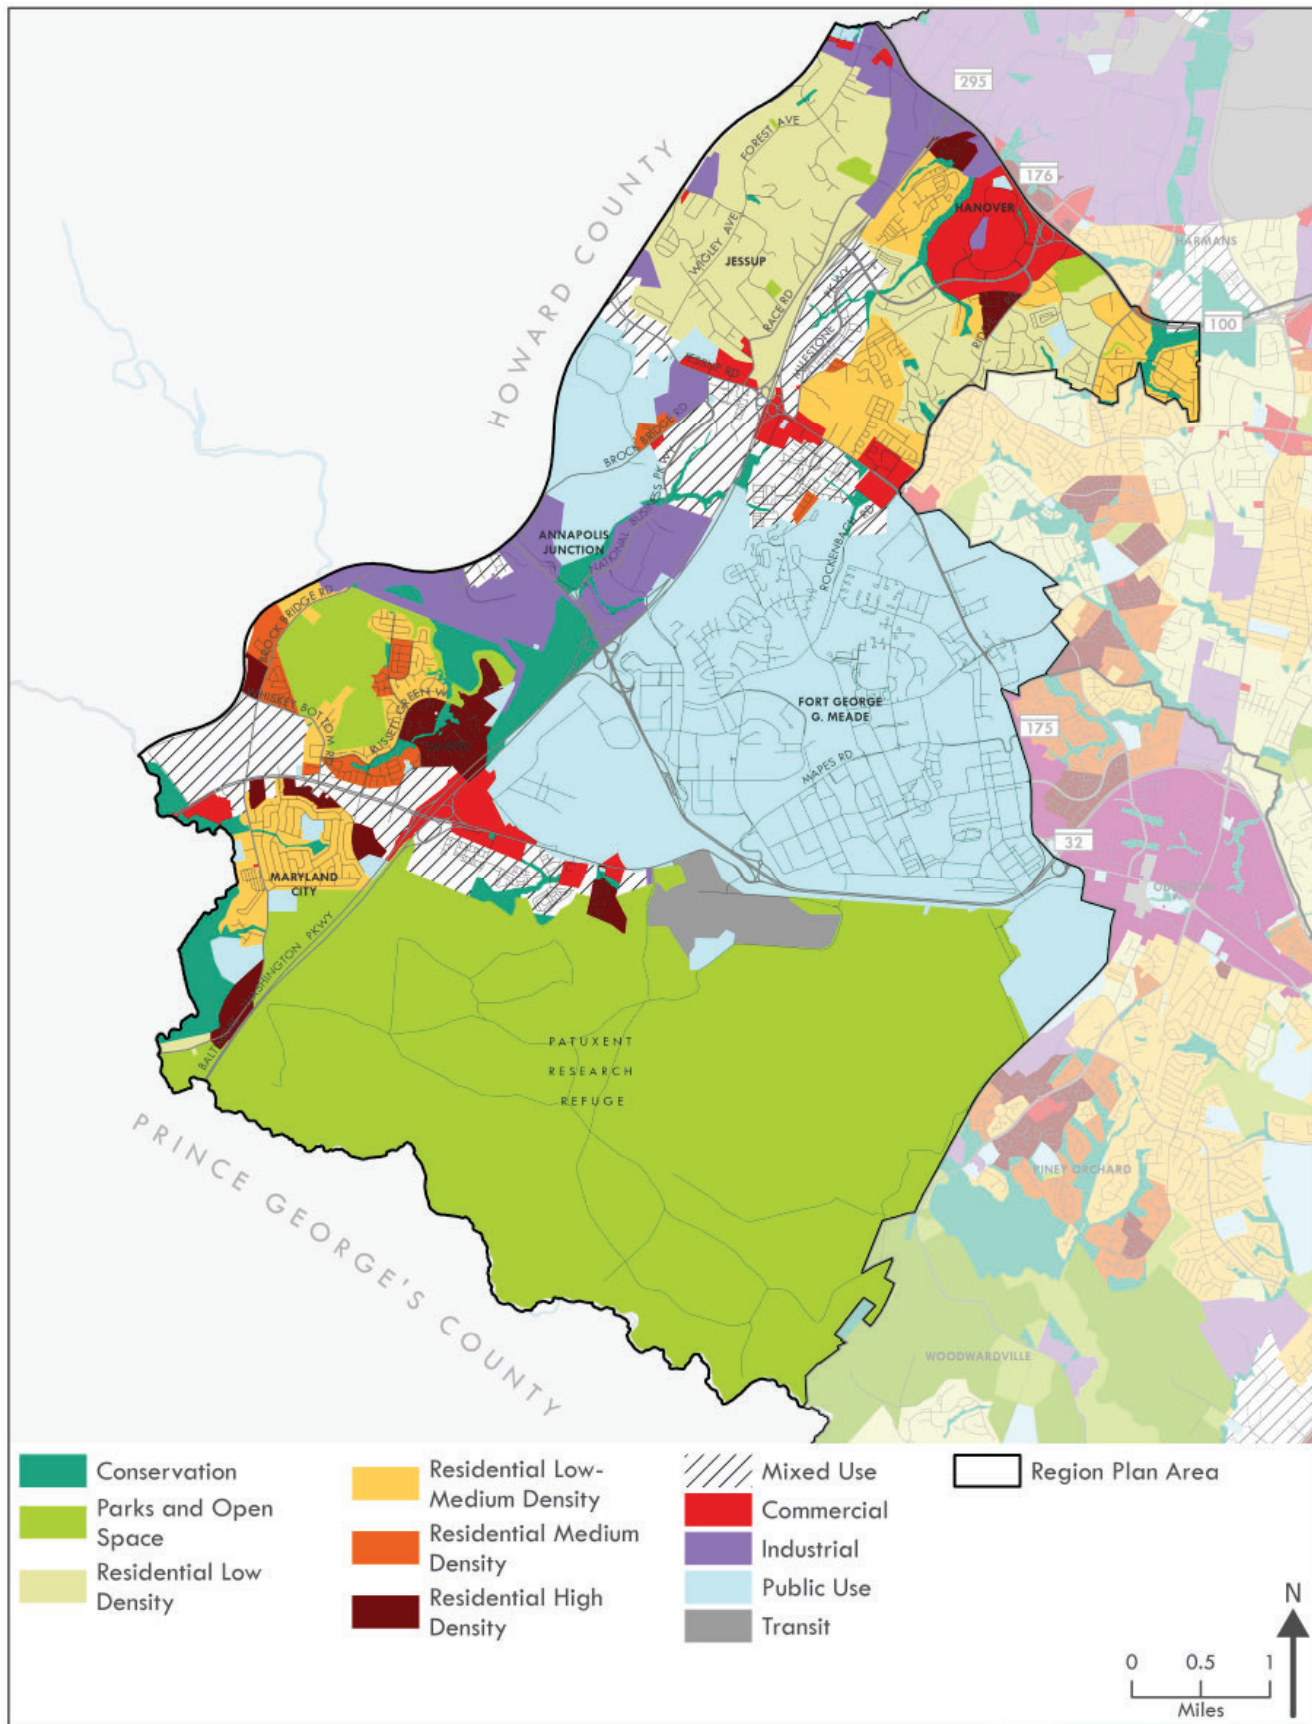 295
FOREST AVE
HOWARD COUNTY
176
HANOVER
HARMANS
WIGLEY AVE
JESSUP
RACE RD
MILESTONE PKWY
100
JESSUP RD
BROCK BRIDGE RD
NATIONAL BUSINESS PKWY
ANNAPOLIS
JUNCTION
ROCKENBACH RD
BROCK BRIDGE RD
FORT GEORGE
G. MEADE
WHISKEY BOTTOM RD
RUSSETT GREEN W
175
MAPES RD
32
MARYLAND
CITY
BALTIMORE WASHINGTON PKWY
PATUXENT
RESEARCH
REFUGE
PINEY ORCHARD
PRINCE GEORGE'S COUNTY
WOODWARDVILLE
Conservation
Parks and Open
Space
Residential Low
Density
Residential Low-
Medium Density
Residential Medium
Density
Residential High
Density
Mixed Use
Commercial
Industrial
Public Use
Transit
Region Plan Area
N
0 0.5 1
Miles